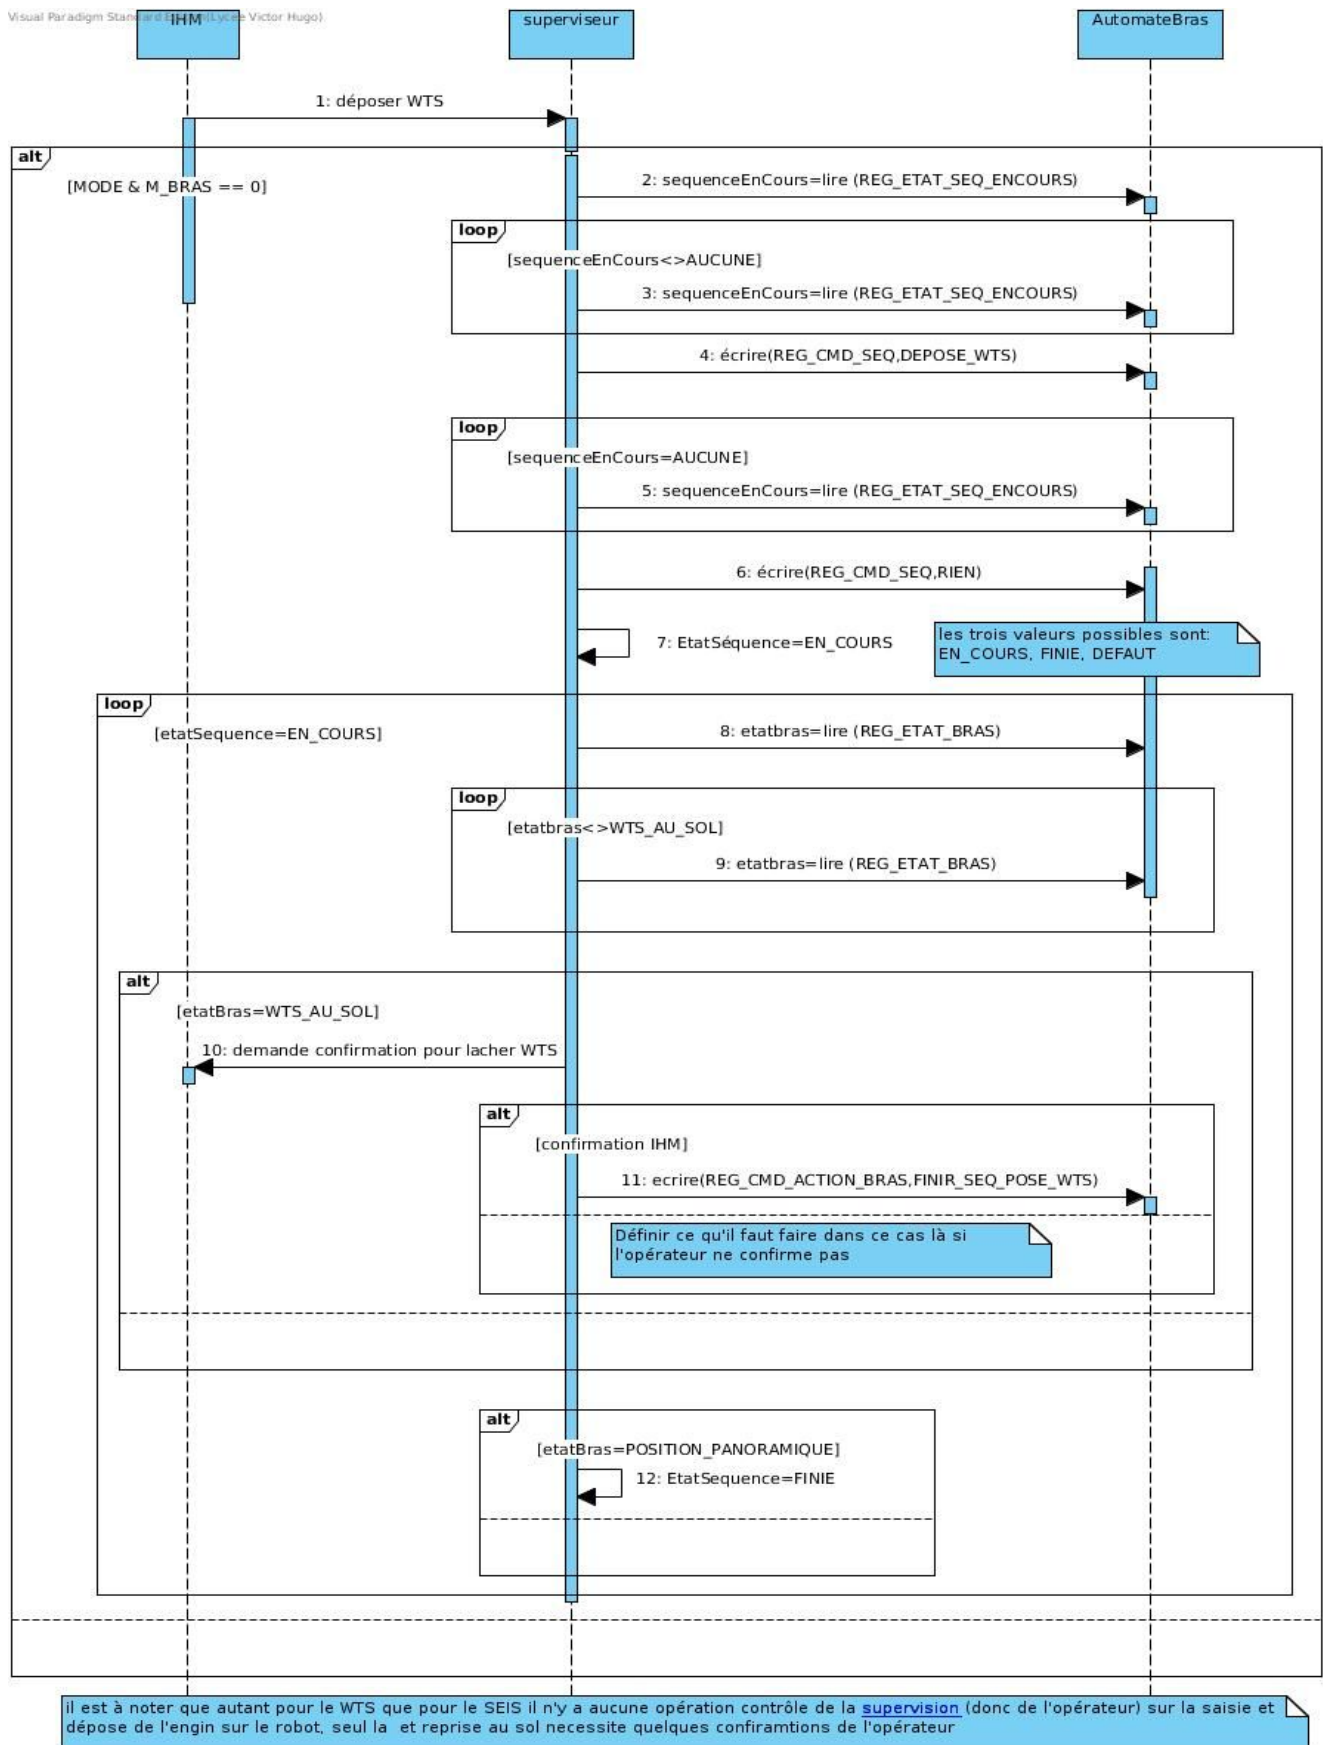 Visual Paradigm Standard Edition(Lycée Victor Hugo)
IHM
superviseur
AutomateBras
1: déposer WTS
alt
[MODE & M_BRAS == 0]
2: sequenceEnCours=lire (REG_ETAT_SEQ_ENCOURS)
loop
[sequenceEnCours<>AUCUNE]
3: sequenceEnCours=lire (REG_ETAT_SEQ_ENCOURS)
4: écrire(REG_CMD_SEQ,DEPOSE_WTS)
loop
[sequenceEnCours=AUCUNE]
5: sequenceEnCours=lire (REG_ETAT_SEQ_ENCOURS)
6: écrire(REG_CMD_SEQ,RIEN)
7: EtatSéquence=EN_COURS
les trois valeurs possibles sont:
EN_COURS, FINIE, DEFAUT
loop
[etatSequence=EN_COURS]
8: etatbras=lire (REG_ETAT_BRAS)
loop
[etatbras<>WTS_AU_SOL]
9: etatbras=lire (REG_ETAT_BRAS)
alt
[etatBras=WTS_AU_SOL]
10: demande confirmation pour lacher WTS
alt
[confirmation IHM]
11: ecrire(REG_CMD_ACTION_BRAS,FINIR_SEQ_POSE_WTS)
Définir ce qu'il faut faire dans ce cas là si
l'opérateur ne confirme pas
alt
[etatBras=POSITION_PANORAMIQUE]
12: EtatSequence=FINIE
il est à noter que autant pour le WTS que pour le SEIS il n'y a aucune opération contrôle de la supervision (donc de l'opérateur) sur la saisie et
dépose de l'engin sur le robot, seul la et reprise au sol necessite quelques confiramtions de l'opérateur